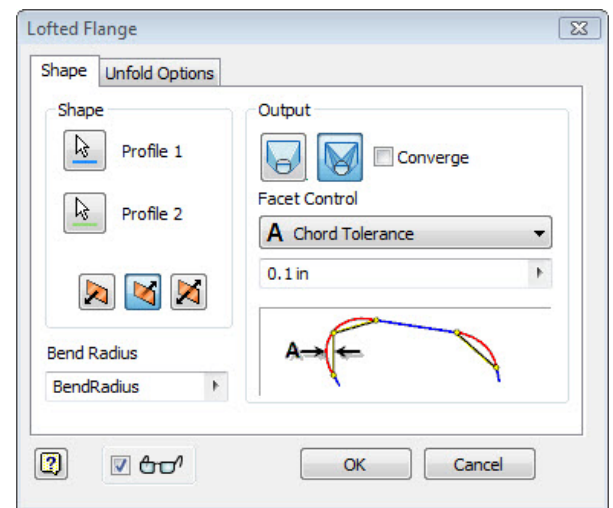 Lofted Flange
Shape
Unfold Options
Shape
Profile 1
Profile 2
Bend Radius
BendRadius
Output
Converge
Facet Control
A Chord Tolerance
0.1 in
A
?
OK
Cancel